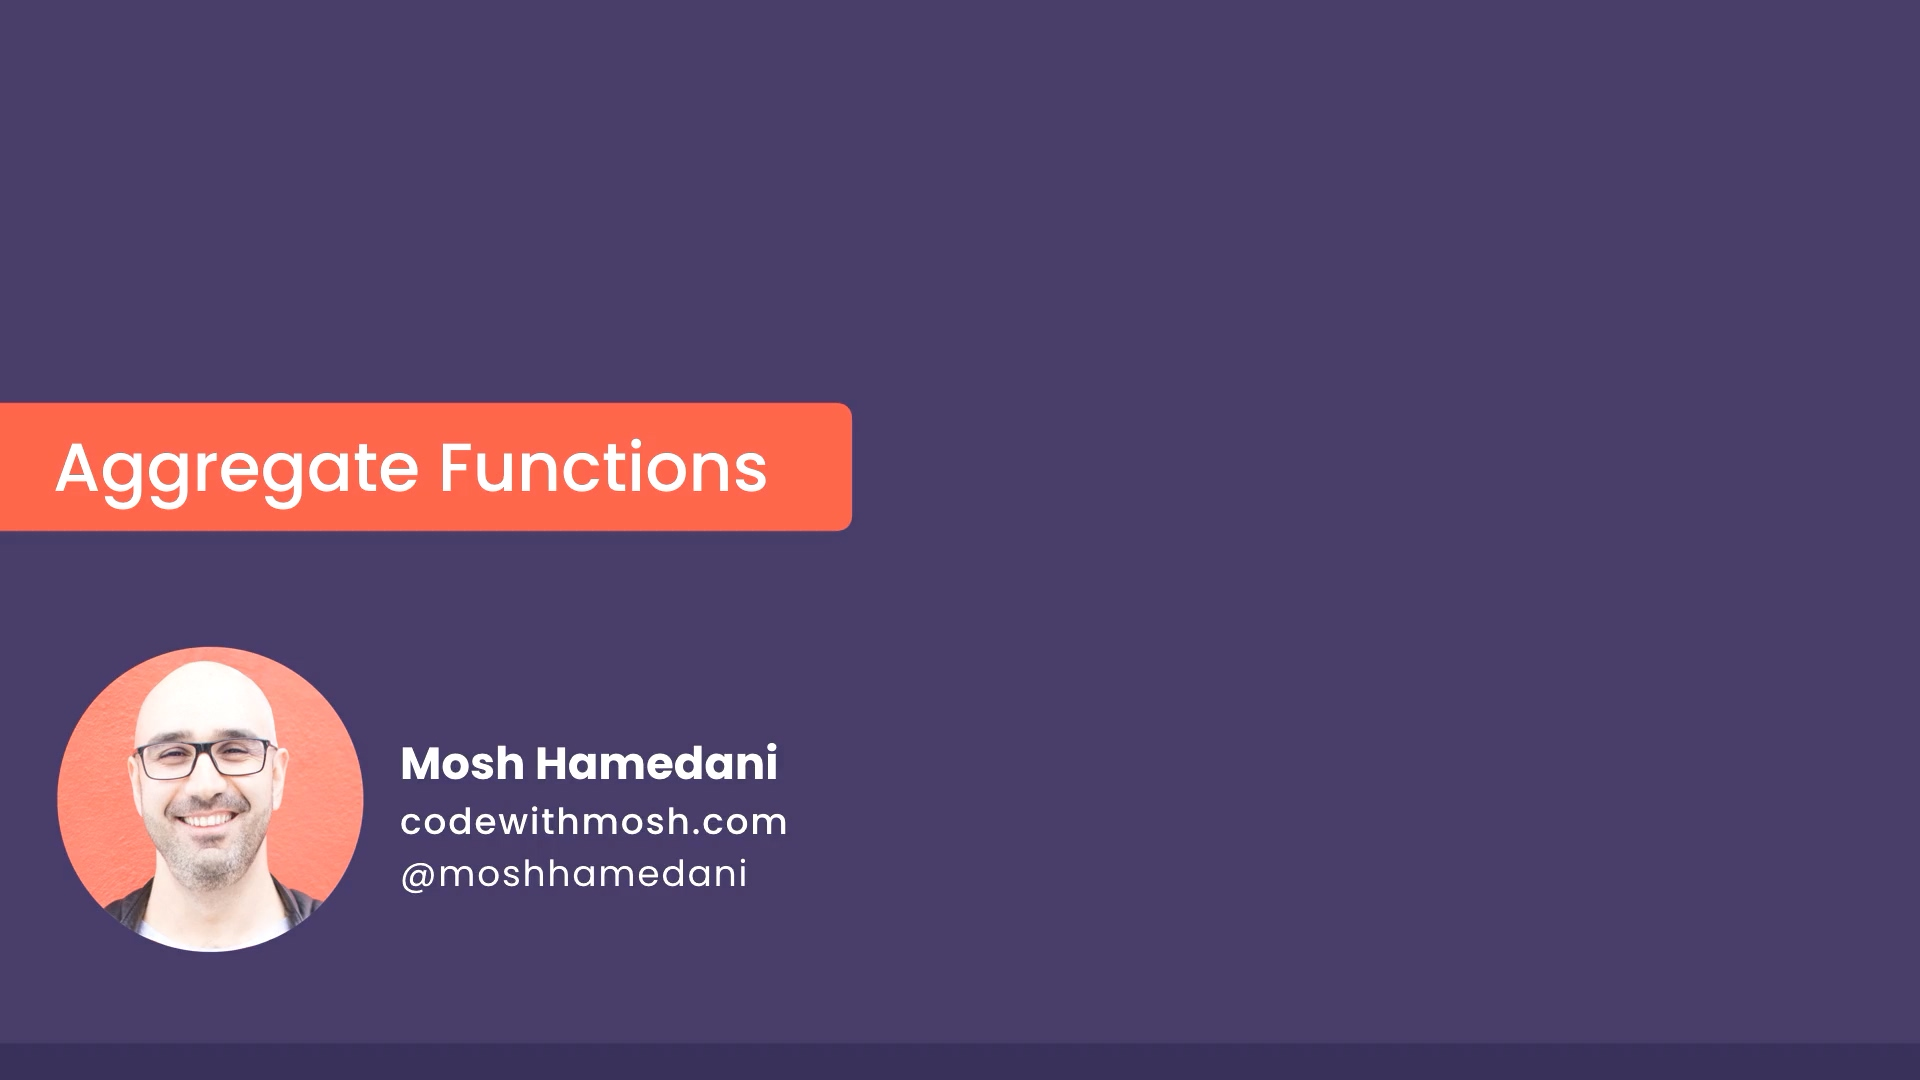 Aggregate Functions
Mosh Hamedani
codewithmosh.com
@moshhamedani